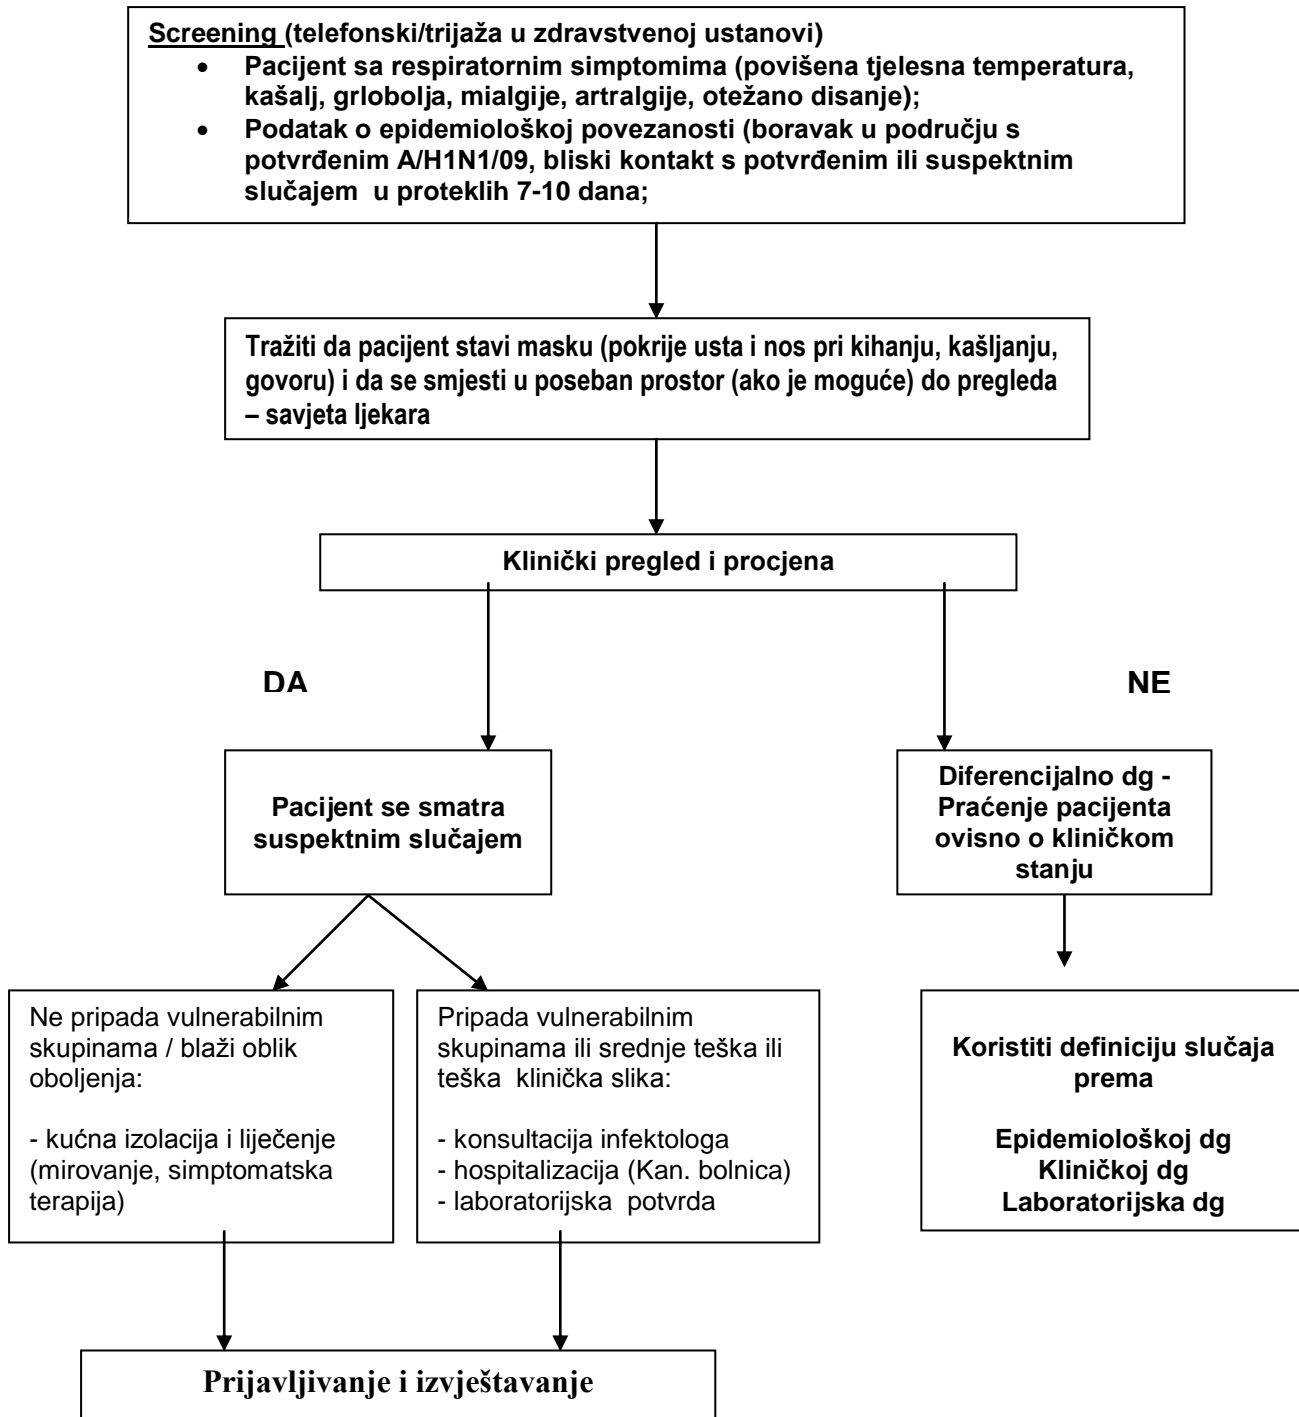 Screening (telefonski/trijaža u zdravstvenoj ustanovi)
• Pacijent sa respiratornim simptomima (povišena tjelesna temperatura,
kašalj, grlobolja, mialgije, artralgije, otežano disanje);
• Podatak o epidemiološkoj povezanosti (boravak u području s
potvrđenim A/H1N1/09, bliski kontakt s potvrđenim ili suspektnim
slučajem u proteklih 7-10 dana;
Tražiti da pacijent stavi masku (pokrije usta i nos pri kihanju, kašljanju,
govoru) i da se smjesti u poseban prostor (ako je moguće) do pregleda
– savjeta ljekara
Klinički pregled i procjena
DA
NE
Pacijent se smatra
suspektnim slučajem
Diferencijalno dg -
Praćenje pacijenta
ovisno o kliničkom
stanju
Ne pripada vulnerabilnim
skupinama / blaži oblik
oboljenja:
- kućna izolacija i liječenje
(mirovanje, simptomatska
terapija)
Pripada vulnerabilnim
skupinama ili srednje teška ili
teška klinička slika:
- konsultacija infektologa
- hospitalizacija (Kan. bolnica)
- laboratorijska potvrda
Koristiti definiciju slučaja
prema
Epidemiološkoj dg
Kliničkoj dg
Laboratorijska dg
Prijavljivanje i izvještavanje